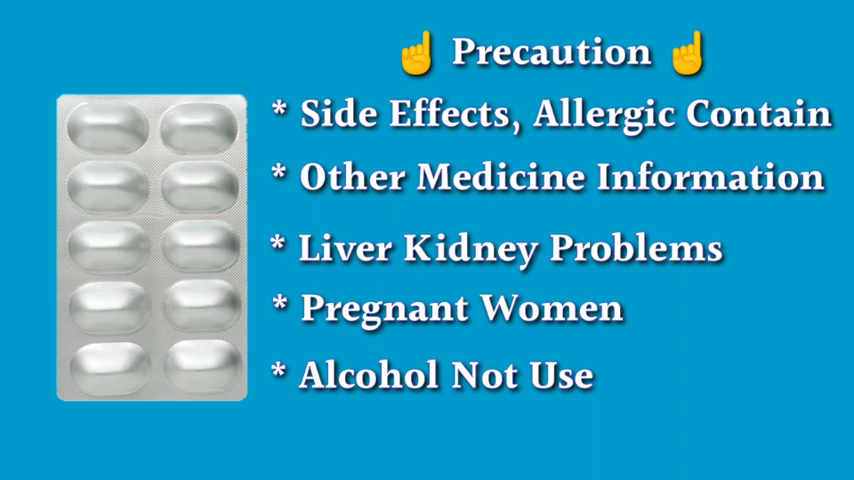 ☝ Precaution ☝
* Side Effects, Allergic Contain
* Other Medicine Information
* Liver Kidney Problems
* Pregnant Women
* Alcohol Not Use